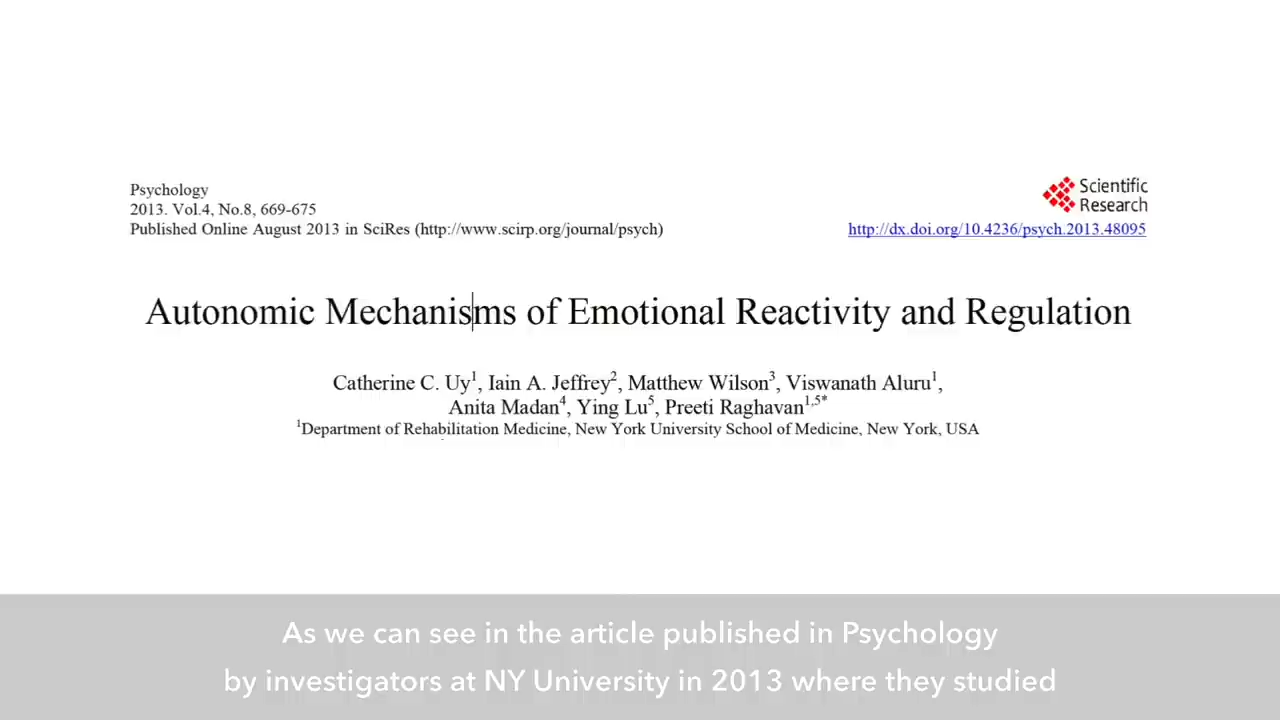 Psychology
2013. Vol.4, No.8, 669-675
Published Online August 2013 in SciRes (http://www.scirp.org/journal/psych)
Scientific
Research
http://dx.doi.org/10.4236/psych.2013.48095
Autonomic Mechanisms of Emotional Reactivity and Regulation
Catherine C. Uy1, Iain A. Jeffrey2, Matthew Wilson3, Viswanath Aluru1,
Anita Madan4, Ying Lu5, Preeti Raghavan1,5*
1Department of Rehabilitation Medicine, New York University School of Medicine, New York, USA
As we can see in the article published in Psychology
by investigators at NY University in 2013 where they studied